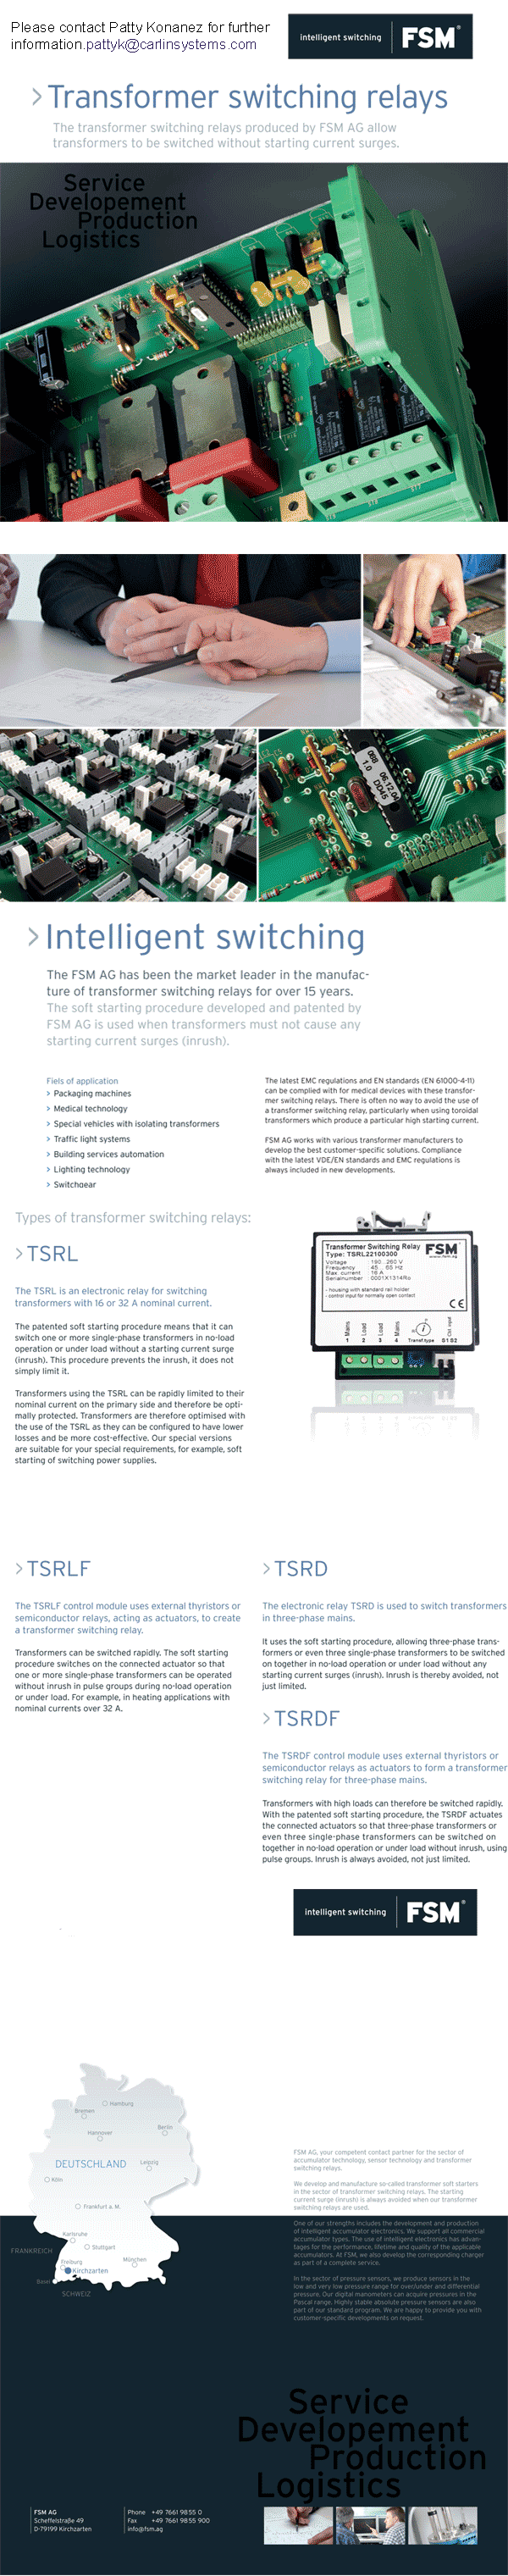 Please contact Patty Konanez for further
information.pattyk@carlinsystems.com
intelligent switching FSM®
> Transformer switching relays
The transformer switching relays produced by FSM AG allow
transformers to be switched without starting current surges.
Service
Developement
Production
Logistics
> Intelligent switching
The FSM AG has been the market leader in the manufac-
ture of transformer switching relays for over 15 years.
The soft starting procedure developed and patented by
FSM AG is used when transformers must not cause any
starting current surges (inrush).
Fiels of application
> Packaging machines
> Medical technology
> Special vehicles with isolating transformers
> Traffic light systems
> Building services automation
> Lighting technology
> Switchgear
The latest EMC regulations and EN standards (EN 61000-4-11)
can be complied with for medical devices with these transfor-
mer switching relays. There is often no way to avoid the use of
a transformer switching relay, particularly when using toroidal
transformers which produce a particular high starting current.
FSM AG works with various transformer manufacturers to
develop the best customer-specific solutions. Compliance
with the latest VDE/EN standards and EMC regulations is
always included in new developments.
Types of transformer switching relays:
> TSRL
The TSRL is an electronic relay for switching
transformers with 16 or 32 A nominal current.
The patented soft starting procedure means that it can
switch one or more single-phase transformers in no-load
operation or under load without a starting current surge
(inrush). This procedure prevents the inrush, it does not
simply limit it.
Transformers using the TSRL can be rapidly limited to their
nominal current on the primary side and therefore be opti-
mally protected. Transformers are therefore optimised with
the use of the TSRL as they can be configured to have lower
losses and be more cost-effective. Our special versions
are suitable for your special requirements, for example, soft
starting of switching power supplies.
Transformer Switching Relay FSM®
Type: TSRL22100300
Voltage : 190...260 V
Frequency : 45... 65 Hz
Max. current : 16 A
Serialnumber : 0001X1314Ra
- housing with standard rail holder
- control input for normally open contact
CE
Mains Load Load Mains
1 2 3 4 Transf.type S1 S2
> TSRLF
The TSRLF control module uses external thyristors or
semiconductor relays, acting as actuators, to create
a transformer switching relay.
Transformers can be switched rapidly. The soft starting
procedure switches on the connected actuator so that
one or more single-phase transformers can be operated
without inrush in pulse groups during no-load operation
or under load. For example, in heating applications with
nominal currents over 32 A.
> TSRD
The electronic relay TSRD is used to switch transformers
in three-phase mains.
It uses the soft starting procedure, allowing three-phase trans-
formers or even three single-phase transformers to be switched
on together in no-load operation or under load without any
starting current surges (inrush). Inrush is thereby avoided, not
just limited.
> TSRDF
The TSRDF control module uses external thyristors or
semiconductor relays as actuators to form a transformer
switching relay for three-phase mains.
Transformers with high loads can therefore be switched rapidly.
With the patented soft starting procedure, the TSRDF actuates
the connected actuators so that three-phase transformers or
even three single-phase transformers can be switched on
together in no-load operation or under load without inrush, using
pulse groups. Inrush is always avoided, not just limited.
intelligent switching FSM®
Hamburg
Bremen
Berlin
Hannover
DEUTSCHLAND
Leipzig
Köln
Frankfurt a. M.
Karlsruhe
Stuttgart
FRANKREICH
München
Freiburg
Kirchzarten
Basel
SCHWEIZ
FSM AG, your competent contact partner for the sector of
accumulator technology, sensor technology and transformer
switching relays.
We develop and manufacture so-called transformer soft starters
in the sector of transformer switching relays. The starting
current surge (inrush) is always avoided when our transformer
switching relays are used.
One of our strengths includes the development and production
of intelligent accumulator electronics. We support all commercial
accumulator types. The use of intelligent electronics has advan-
tages for the performance, lifetime and quality of the applicable
accumulators. At FSM, we also develop the corresponding charger
as part of a complete service.
In the sector of pressure sensors, we produce sensors in the
low and very low pressure range for over/under and differential
pressure. Our digital manometers can acquire pressures in the
Pascal range. Highly stable absolute pressure sensors are also
part of our standard program. We are happy to provide you with
customer-specific developments on request.
Service
Developement
Production
Logistics
FSM AG
Scheffelstraße 49
D-79199 Kirchzarten
Phone +49 7661 98 55 0
Fax +49 7661 98 55 900
info@fsm.ag